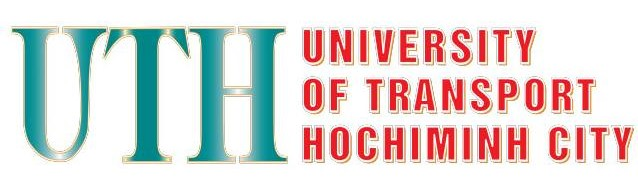 UTH
UNIVERSITY
OF TRANSPORT
HOCHIMINH CITY